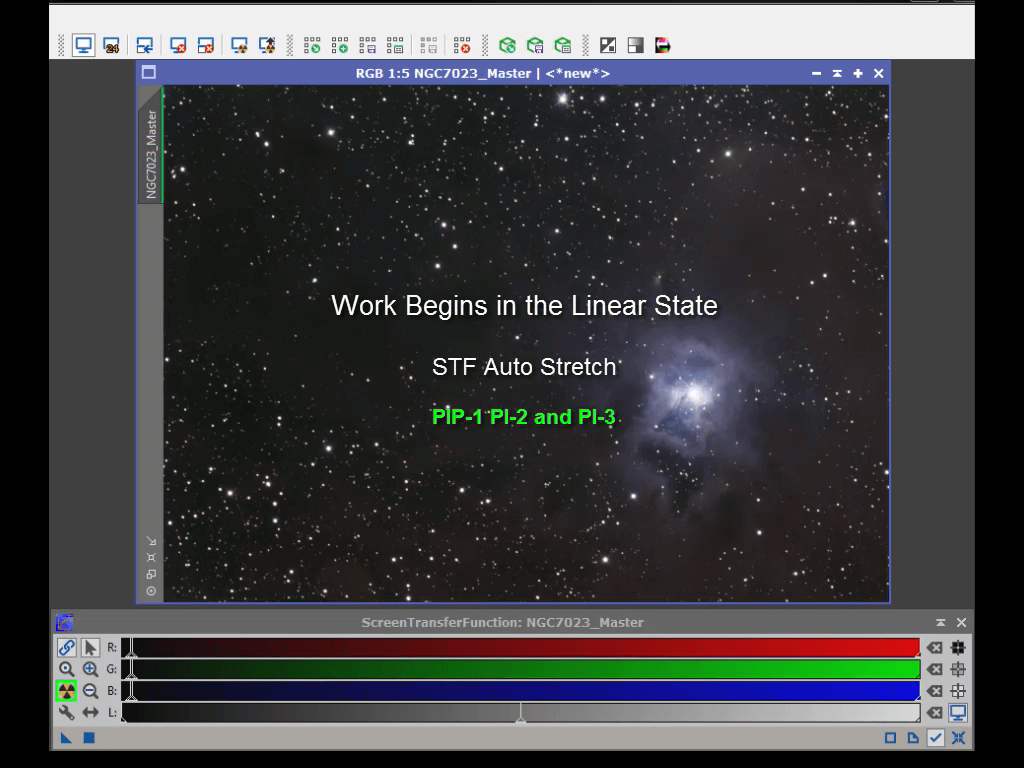 24
RGB 1:5 NGC7023_Master | <*new*>
NGC7023_Master
Work Begins in the Linear State
STF Auto Stretch
PIP-1 PI-2 and PI-3
ScreenTransferFunction: NGC7023_Master
R:
G:
B:
L: